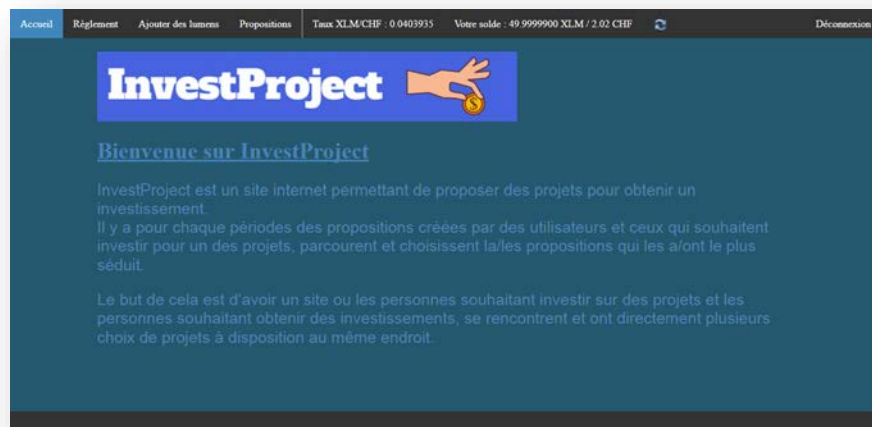 Accueil Règlement Ajouter des lumens Propositions Taux XLM/CHF : 0.0403935 Votre solde : 49.9999900 XLM / 2.02 CHF Déconnexion
InvestProject
Bienvenue sur InvestProject
InvestProject est un site internet permettant de proposer des projets pour obtenir un
investissement.
Il y a pour chaque périodes des propositions créées par des utilisateurs et ceux qui souhaitent
investir pour un des projets, parcourent et choisissent la/les propositions qui les a/ont le plus
séduit.
Le but de cela est d'avoir un site ou les personnes souhaitant investir sur des projets et les
personnes souhaitant obtenir des investissements, se rencontrent et ont directement plusieurs
choix de projets à disposition au même endroit.